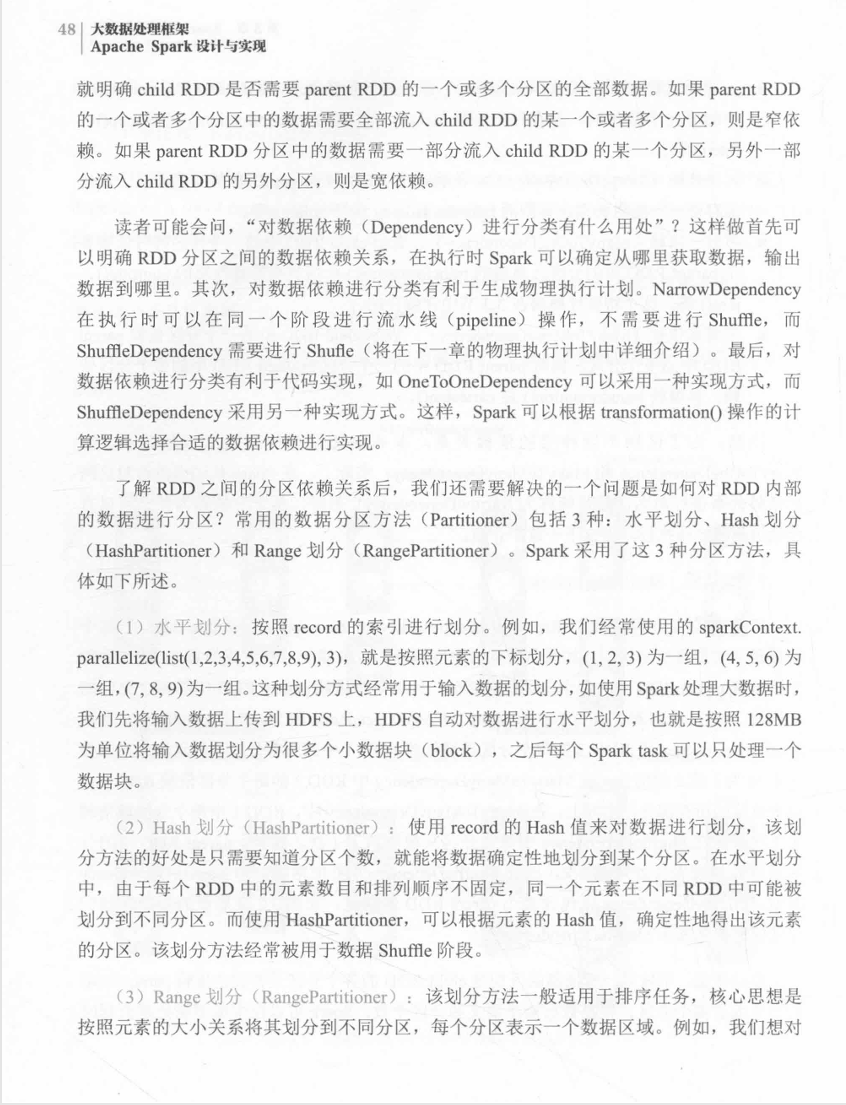 48 大数据处理框架
Apache Spark 设计与实现
就明确 child RDD 是否需要 parent RDD 的一个或多个分区的全部数据。如果 parent RDD
的一个或者多个分区中的数据需要全部流入 child RDD 的某一个或者多个分区，则是窄依
赖。如果 parent RDD 分区中的数据需要一部分流入 child RDD 的某一个分区，另外一部
分流入 child RDD 的另外分区，则是宽依赖。
读者可能会问，“对数据依赖（Dependency）进行分类有什么用处”？这样做首先可
以明确 RDD 分区之间的数据依赖关系，在执行时 Spark 可以确定从哪里获取数据，输出
数据到哪里。其次，对数据依赖进行分类有利于生成物理执行计划。NarrowDependency
在执行时可以在同一个阶段进行流水线（pipeline）操作，不需要进行 Shuffle，而
ShuffleDependency 需要进行 Shufle（将在下一章的物理执行计划中详细介绍）。最后，对
数据依赖进行分类有利于代码实现，如 OneToOneDependency 可以采用一种实现方式，而
ShuffleDependency 采用另一种实现方式。这样，Spark 可以根据 transformation() 操作的计
算逻辑选择合适的数据依赖进行实现。
了解 RDD 之间的分区依赖关系后，我们还需要解决的一个问题是如何对 RDD 内部
的数据进行分区？常用的数据分区方法（Partitioner）包括 3 种：水平划分、Hash 划分
（HashPartitioner）和 Range 划分（RangePartitioner）。Spark 采用了这 3 种分区方法，具
体如下所述。
（1）水平划分：按照 record 的索引进行划分。例如，我们经常使用的 sparkContext.
parallelize(list(1,2,3,4,5,6,7,8,9), 3)，就是按照元素的下标划分，(1, 2, 3) 为一组，(4, 5, 6) 为
一组，(7, 8, 9) 为一组。这种划分方式经常用于输入数据的划分，如使用 Spark 处理大数据时，
我们先将输入数据上传到 HDFS 上，HDFS 自动对数据进行水平划分，也就是按照 128MB
为单位将输入数据划分为很多个小数据块（block），之后每个 Spark task 可以只处理一个
数据块。
（2）Hash 划分（HashPartitioner）：使用 record 的 Hash 值来对数据进行划分，该划
分方法的好处是只需要知道分区个数，就能将数据确定性地划分到某个分区。在水平划分
中，由于每个 RDD 中的元素数目和排列顺序不固定，同一个元素在不同 RDD 中可能被
划分到不同分区。而使用 HashPartitioner，可以根据元素的 Hash 值，确定性地得出该元素
的分区。该划分方法经常被用于数据 Shuffle 阶段。
（3）Range 划分（RangePartitioner）：该划分方法一般适用于排序任务，核心思想是
按照元素的大小关系将其划分到不同分区，每个分区表示一个数据区域。例如，我们想对